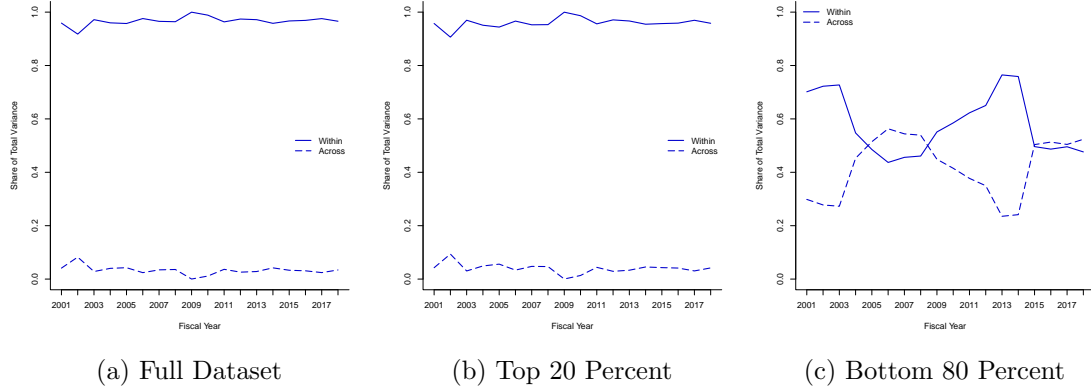 Share of Total Variance
1.0
0.8
0.6
0.4
0.2
0.0
Within
Across
2001 2003 2005 2007 2009 2011 2013 2015 2017
Fiscal Year
(a) Full Dataset
Share of Total Variance
1.0
0.8
0.6
0.4
0.2
0.0
Within
Across
2001 2003 2005 2007 2009 2011 2013 2015 2017
Fiscal Year
(b) Top 20 Percent
Share of Total Variance
1.0
0.8
0.6
0.4
0.2
0.0
Within
Across
2001 2003 2005 2007 2009 2011 2013 2015 2017
Fiscal Year
(c) Bottom 80 Percent